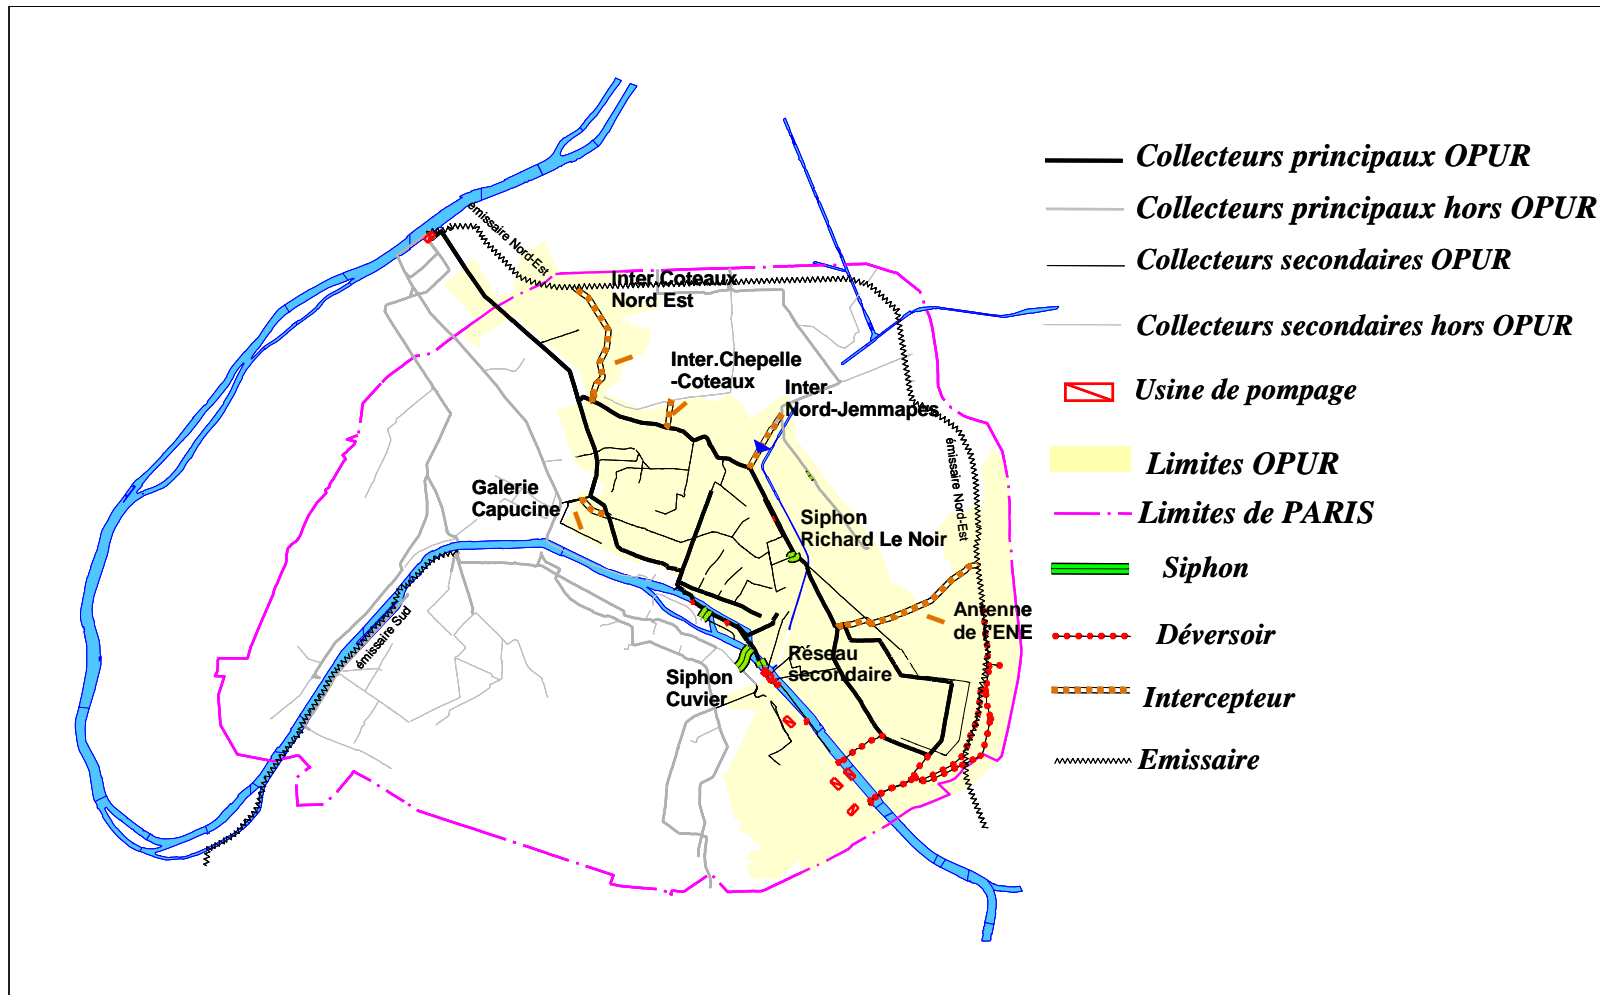 émissaire Nord-Est
Inter.Coteaux
Nord Est
Inter.Chepelle
-Coteaux
Inter.
Nord-Jemmapes
émissaire Nord-Est
Galerie
Capucine
Siphon
Richard Le Noir
Antenne
de l'ENE
émissaire Sud
Réseau
secondaire
Siphon
Cuvier
Collecteurs principaux OPUR
Collecteurs principaux hors OPUR
Collecteurs secondaires OPUR
Collecteurs secondaires hors OPUR
Usine de pompage
Limites OPUR
Limites de PARIS
Siphon
Déversoir
Intercepteur
Emissaire